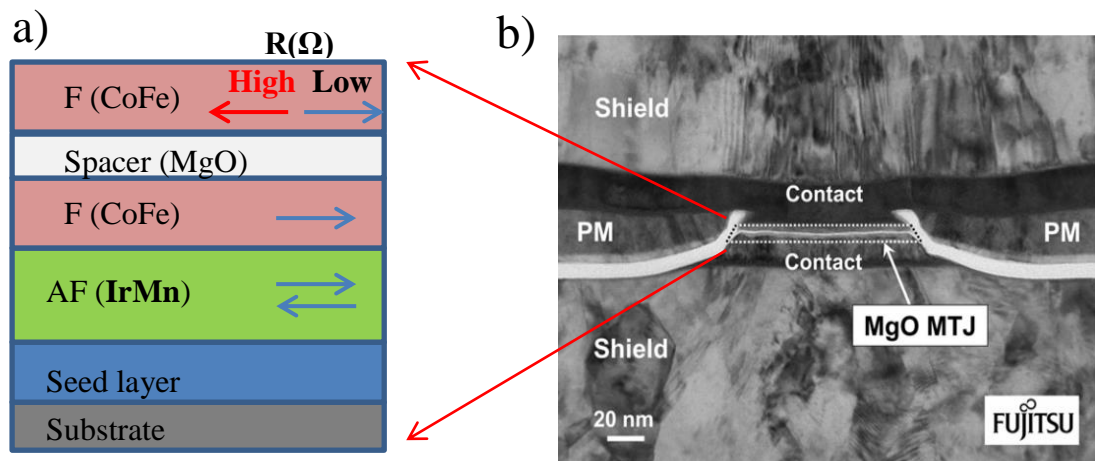 a)
R(Ω)
F (CoFe)
High
Low
Spacer (MgO)
F (CoFe)
AF (IrMn)
Seed layer
Substrate
b)
Shield
Contact
PM
PM
Contact
MgO MTJ
Shield
20 nm
FUJITSU